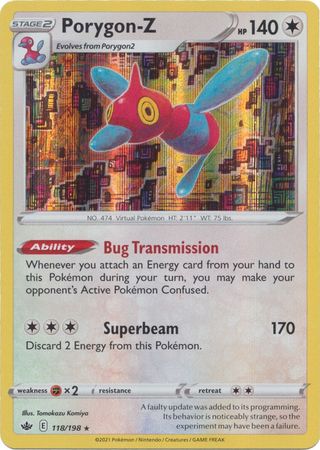 STAGE 2 Porygon-Z HP 140
Evolves from Porygon2
NO. 474 Virtual Pokémon HT: 2'11" WT: 75 lbs.
Ability Bug Transmission
Whenever you attach an Energy card from your hand
to this Pokémon during your turn, you may make your
opponent's Active Pokémon Confused.
Superbeam 170
Discard 2 Energy from this Pokémon.
weakness ×2 resistance retreat
Illus. Tomokazu Komiya
E 118/198 ★
A faulty update was added to its programming.
Its behavior is noticeably strange, so the
experiment may have been a failure.
©2021 Pokémon / Nintendo / Creatures / GAME FREAK